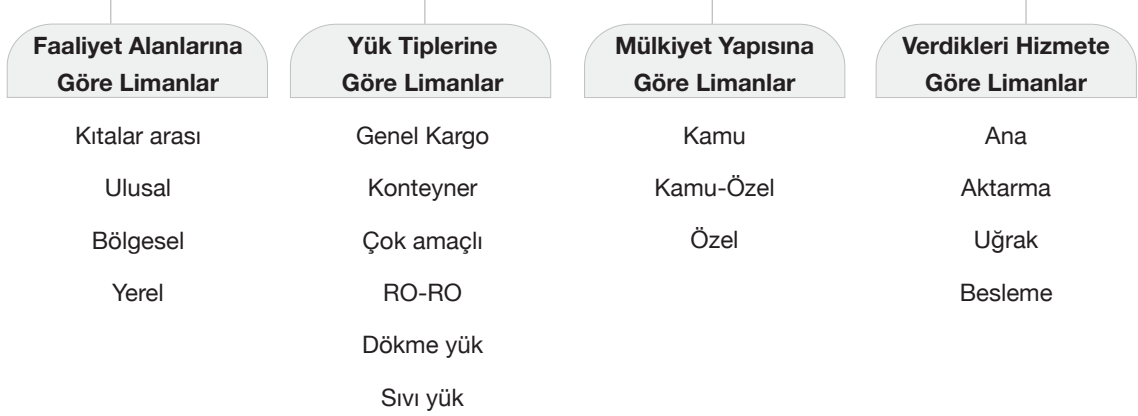 Faaliyet Alanlarına
Göre Limanlar
Kıtalar arası
Ulusal
Bölgesel
Yerel
Yük Tiplerine
Göre Limanlar
Genel Kargo
Konteyner
Çok amaçlı
RO-RO
Dökme yük
Sıvı yük
Mülkiyet Yapısına
Göre Limanlar
Kamu
Kamu-Özel
Özel
Verdikleri Hizmete
Göre Limanlar
Ana
Aktarma
Uğrak
Besleme